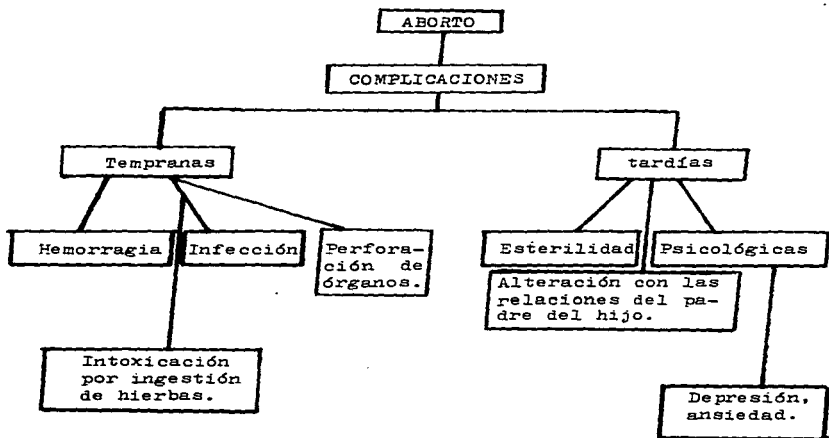 ABORTO
COMPLICACIONES
Tempranas
tardías
Hemorragia
Infección
Perfora-
ción de
órganos.
Esterilidad
Psicológicas
Alteración con las
relaciones del pa-
dre del hijo.
Intoxicación
por ingestión
de hierbas.
Depresión,
ansiedad.